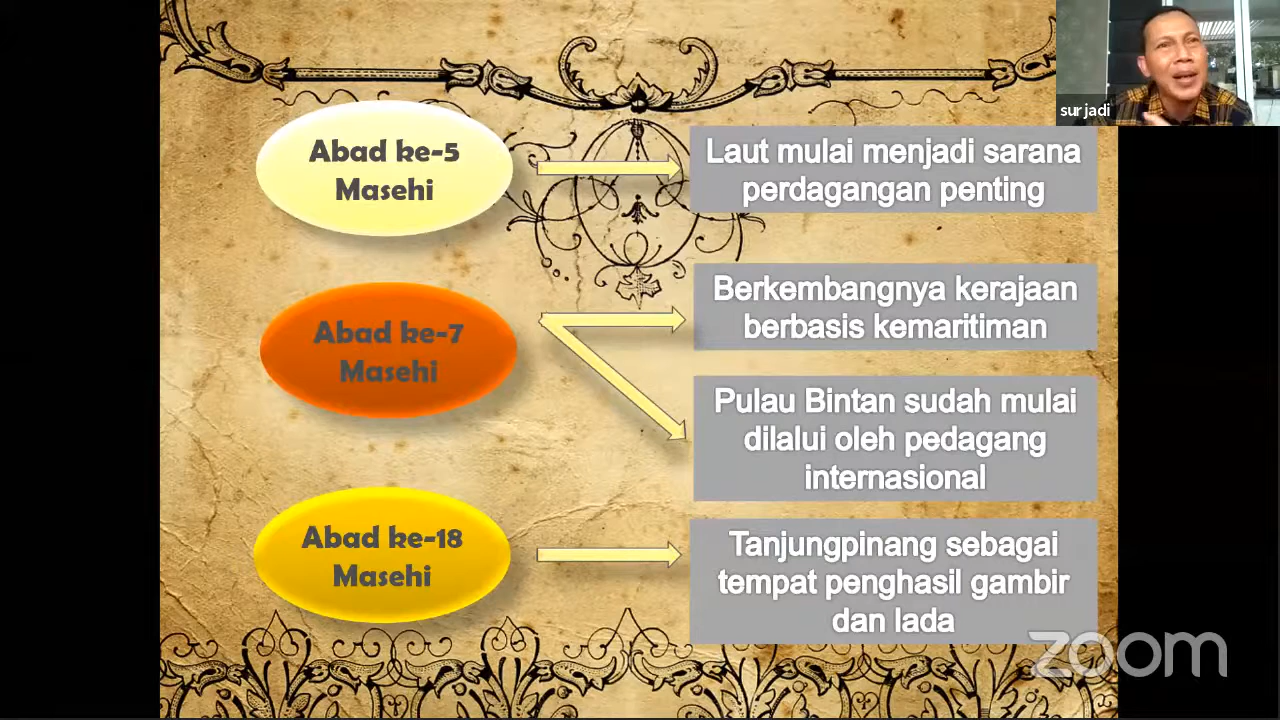 surjadi
Abad ke-5
Masehi
Laut mulai menjadi sarana
perdagangan penting
Abad ke-7
Masehi
Berkembangnya kerajaan
berbasis kemaritiman
Pulau Bintan sudah mulai
dilalui oleh pedagang
internasional
Abad ke-18
Masehi
Tanjungpinang sebagai
tempat penghasil gambir
dan lada
zoom